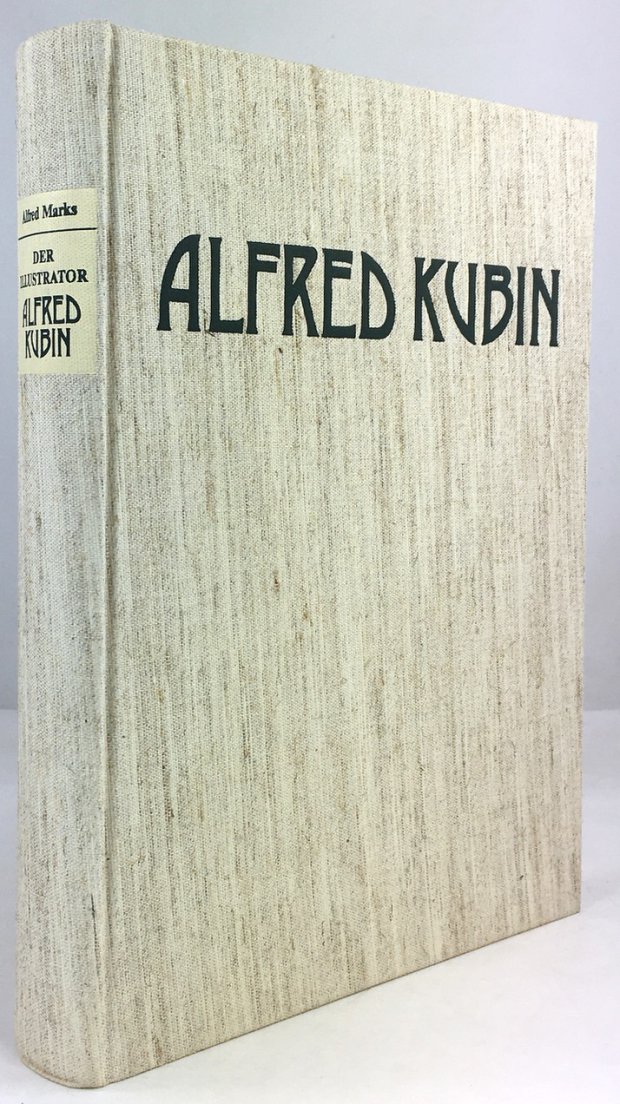 Alfred Marks
DER
ILLUSTRATOR
ALFRED
KUBIN
ALFRED KUBIN